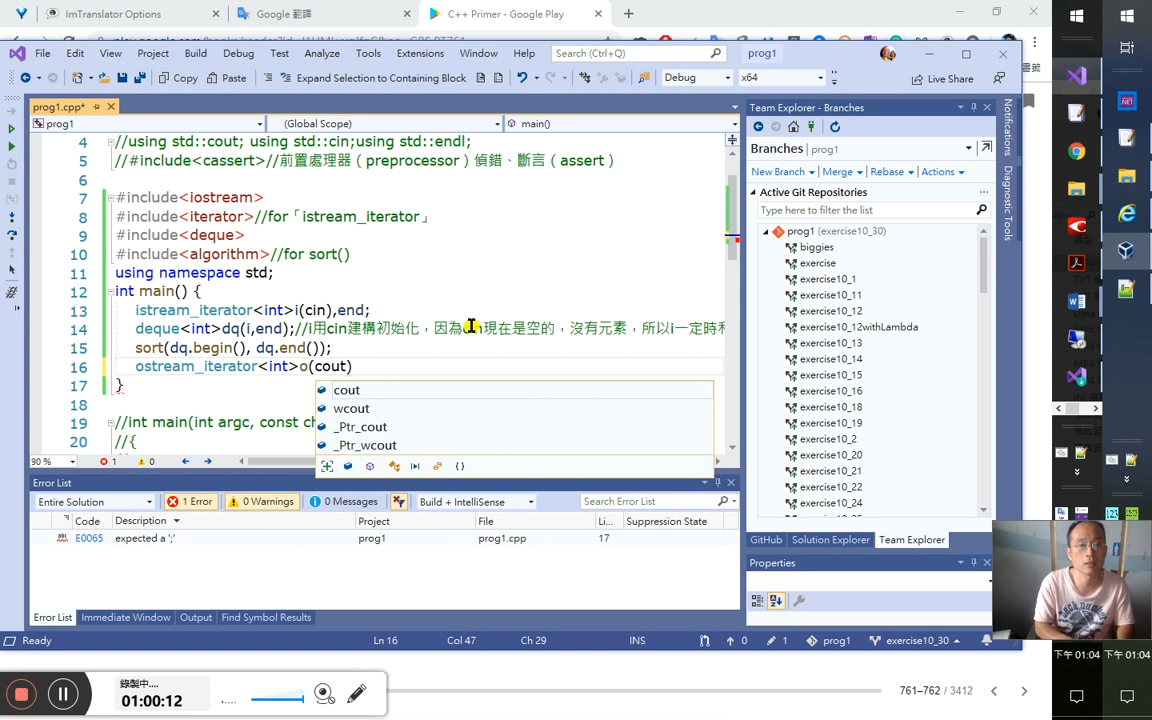 ImTranslator Options
Google 翻譯
C++ Primer - Google Play
File Edit View Project Build Debug Test Analyze Tools Extensions Window Help Search (Ctrl+Q) prog1
Copy Paste Expand Selection to Containing Block Debug x64 Live Share
書籤
prog1.cpp*
prog1 (Global Scope) main()
4 //using std::cout; using std::cin;using std::endl;
5 //#include<cassert>//前置處理器（preprocessor）偵錯、斷言（assert）
6
7 #include<iostream>
8 #include<iterator>//for「istream_iterator」
9 #include<deque>
10 #include<algorithm>//for sort()
11 using namespace std;
12 int main() {
13 istream_iterator<int>i(cin),end;
14 deque<int>dq(i,end);//i用cin建構初始化，因為 現在是空的，沒有元素，所以i一定時
15 sort(dq.begin(), dq.end());
16 ostream_iterator<int>o(cout)
17 }
18
19 //int main(int argc, const ch
20 //{
cout
wcout
_Ptr_cout
_Ptr_wcout
90 % 1 0
Error List
Entire Solution 1 Error 0 Warnings 0 Messages Build + IntelliSense Search Error List
Code Description Project File Li... Suppression State
E0065 expected a ';' prog1 prog1.cpp 17
Error List Immediate Window Output Find Symbol Results
Team Explorer - Branches
Branches | prog1
New Branch Merge Rebase Actions
Active Git Repositories
Type here to filter the list
prog1 (exercise10_30)
biggies
exercise
exercise10_1
exercise10_11
exercise10_12
exercise10_12withLambda
exercise10_13
exercise10_14
exercise10_15
exercise10_16
exercise10_18
exercise10_2
exercise10_20
exercise10_21
exercise10_22
exercise10_24
GitHub Solution Explorer Team Explorer
Properties
Notifications
Diagnostic Tools
Ready Ln 16 Col 47 Ch 29 INS 0 1 prog1 exercise10_30
下午 01:04 下午 01:04
錄製中....
01:00:12
761–762 / 3412